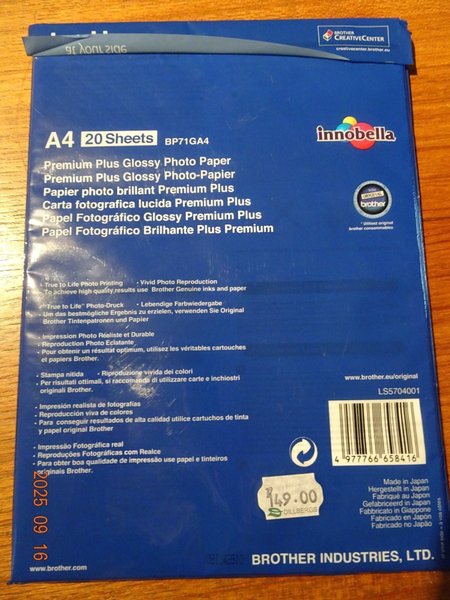 at your side
BROTHER
CREATIVECENTER
creativecenter.brother.eu
A4 20 Sheets BP71GA4
innobella
Premium Plus Glossy Photo Paper
Premium Plus Glossy Photo-Papier
Papier photo brillant Premium Plus
Carta fotografica lucida Premium Plus
Papel Fotográfico Glossy Premium Plus
Papel Fotográfico Brilhante Plus Premium
ORIGINAL
brother
*Utilizes original
brother consommables
• "True to Life" Photo Printing • Vivid Photo Reproduction
• To achieve high quality results use Brother Genuine inks and paper
• "True to Life" Photo-Druck • Lebendige Farbwiedergabe
• Um das bestmögliche Ergebnis zu erzielen, verwenden Sie Original
Brother Tintenpatronen und Papier
• Impression Photo Réaliste et Durable
• Reproduction Photo Eclatante
• Pour obtenir un résultat optimum, utilisez les véritables cartouches
et papiers Brother.
• Stampa nitida • Riproduzione vivida dei colori
• Per risultati ottimali, si raccomanda di utilizzare carte e inchiostri
originali Brother.
• Impresión realista de fotografías
• Reproducción viva de colores
• Para conseguir resultados de alta calidad utilice cartuchos de tinta
y papel original Brother
• Impressão Fotográfica real
• Reproduções Fotográficas com Realce
• Para obter boa qualidade de impressão use papel e tinteiros
originais Brother.
www.brother.eu/original
LS5704001
4 977766 658416
Made in Japan
Hergestellt in Japan
Fabriqué au Japon
Gefabriceerd in Japan
Fabbricato in Giappone
Fabricado en Japón
Fabricado no Japão
R
149.00
DILLBERGS
www.brother.com
BROTHER INDUSTRIES, LTD.
2025 09 16